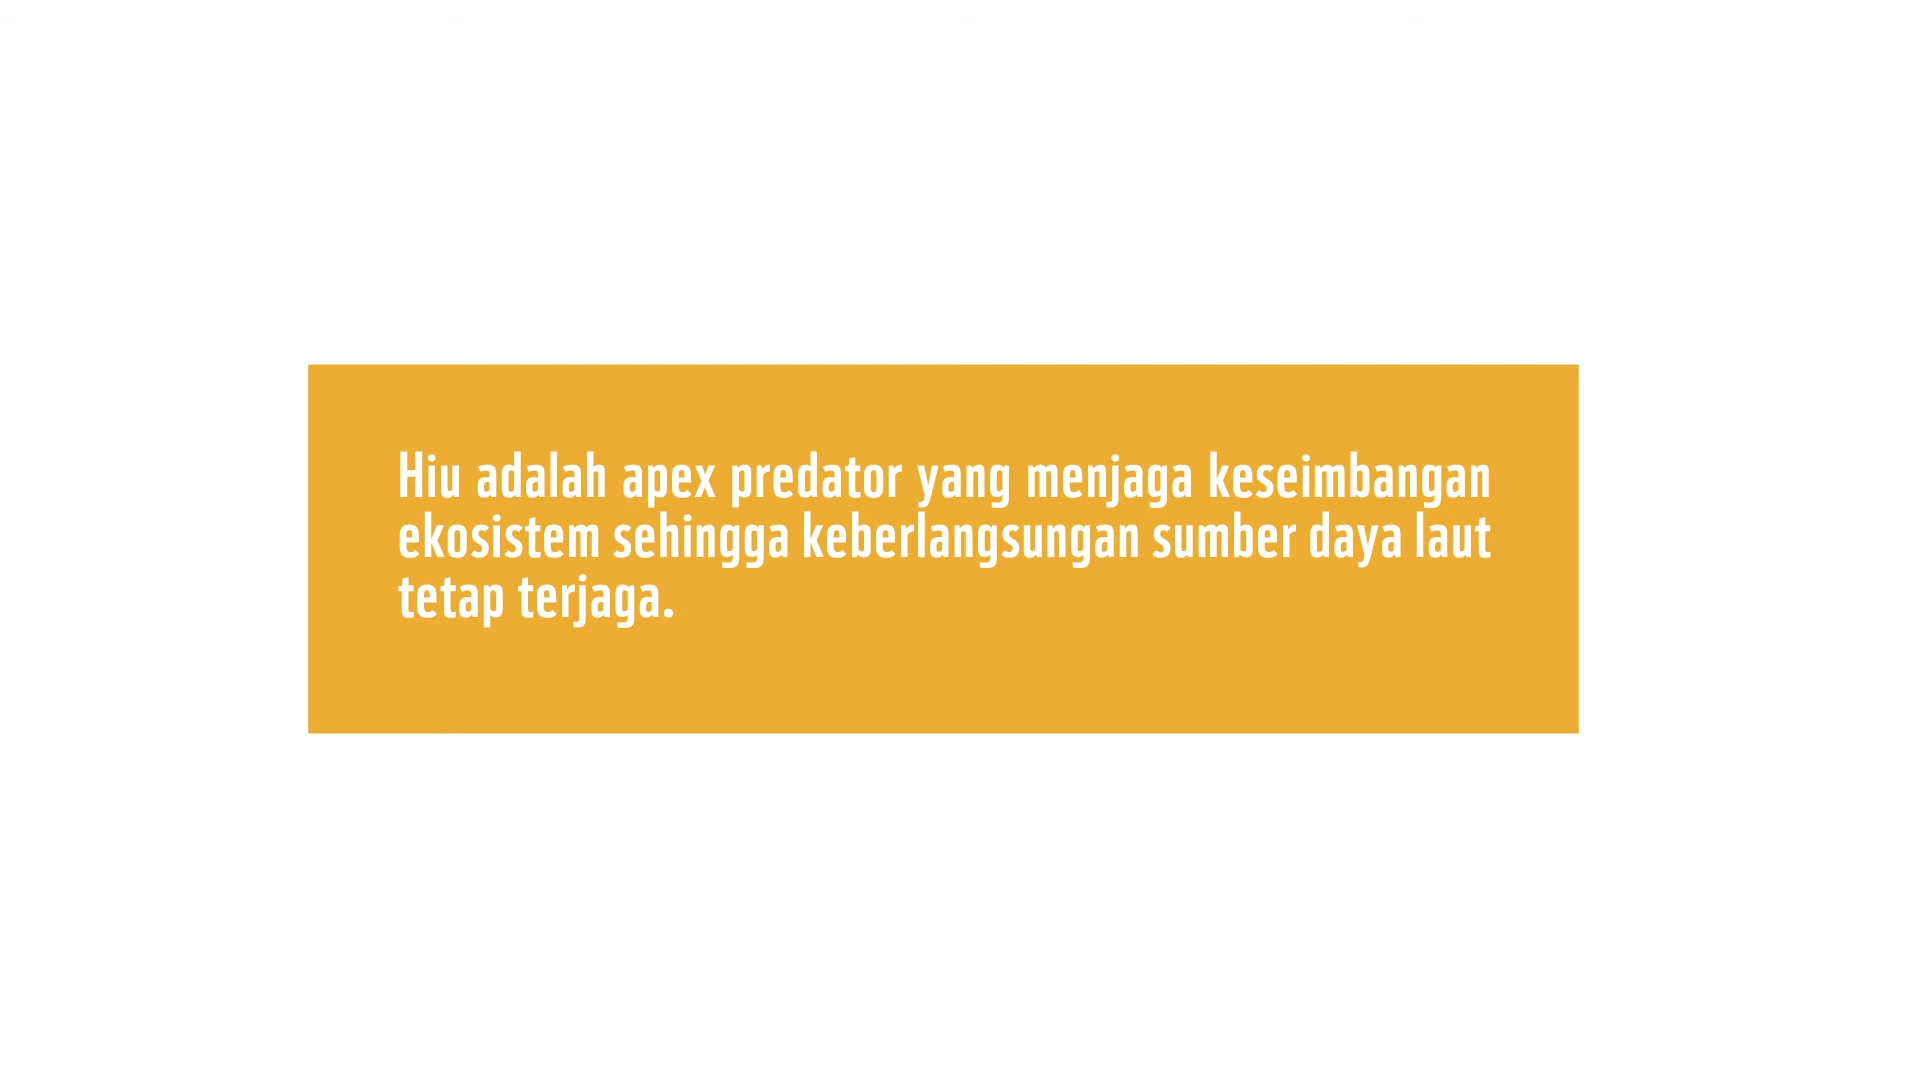 Hiu adalah apex predator yang menjaga keseimbangan
ekosistem sehingga keberlangsungan sumber daya laut
tetap terjaga.